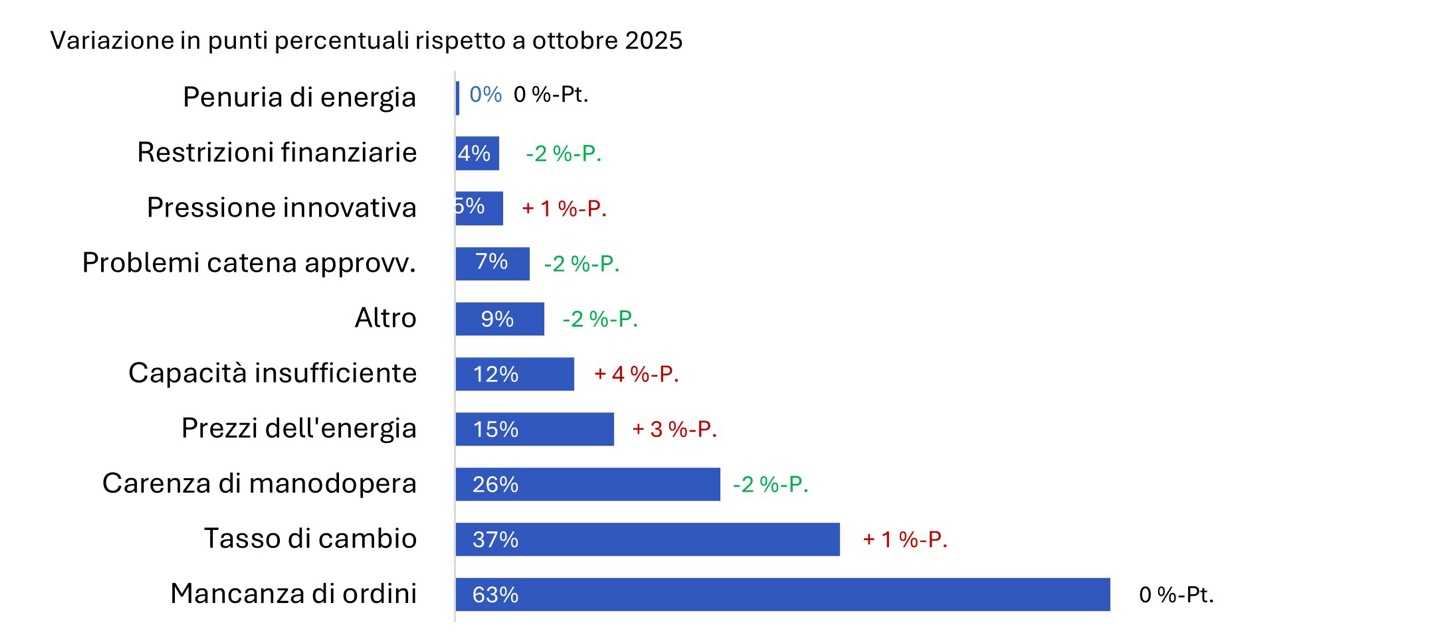 Variazione in punti percentuali rispetto a ottobre 2025
Penuria di energia 0% 0 %-Pt.
Restrizioni finanziarie 4% -2 %-P.
Pressione innovativa 5% + 1 %-P.
Problemi catena approvv. 7% -2 %-P.
Altro 9% -2 %-P.
Capacità insufficiente 12% + 4 %-P.
Prezzi dell'energia 15% + 3 %-P.
Carenza di manodopera 26% -2 %-P.
Tasso di cambio 37% + 1 %-P.
Mancanza di ordini 63% 0 %-Pt.